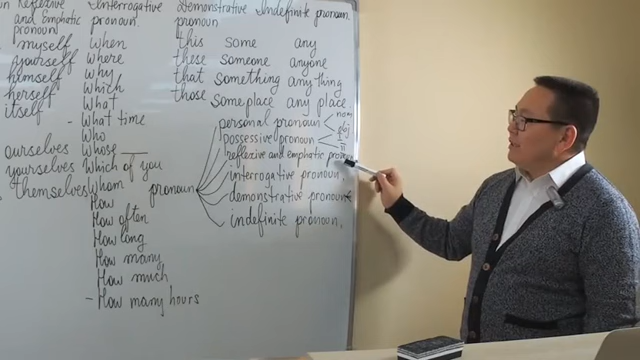 Reflexive Interrogative Demonstrative Indefinite pronoun
and Emphatic pronoun. pronoun
pronoun
myself when this some any
yourself where these someone anyone
himself why that something anything
herself which those someplace any place
itself what
- What time
Who
ourselves whose
yourselves Which of you
themselves Whom
How
How often
How long
How many
How much
- How many hours
pronoun
personal pronoun
possessive pronoun
reflexive and emphatic pronoun
interrogative pronoun.
demonstrative pronoun
indefinite pronoun.